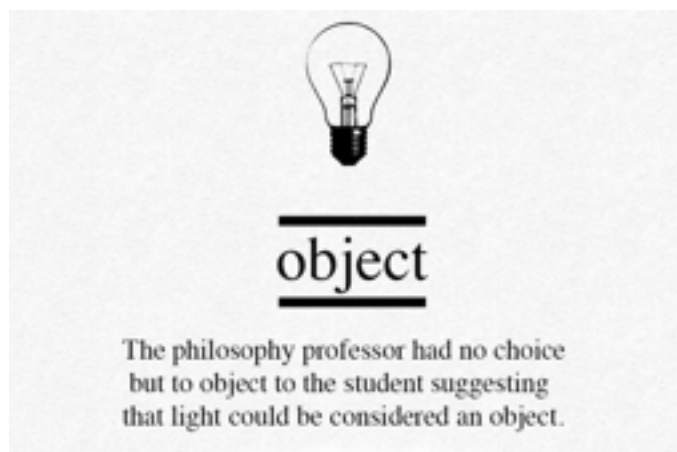 object
The philosophy professor had no choice
but to object to the student suggesting
that light could be considered an object.